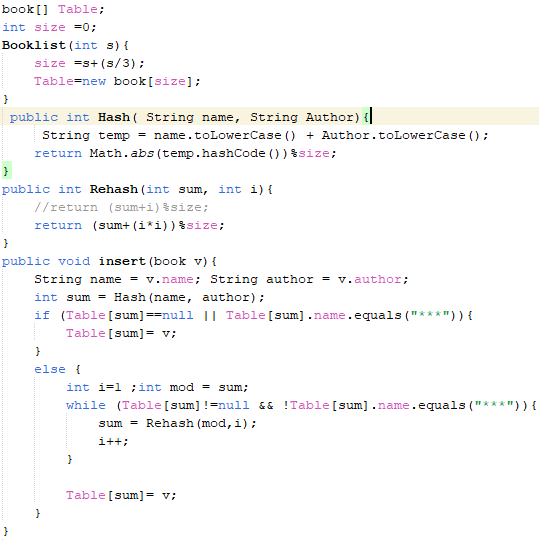 book[] Table;
int size =0;
Booklist(int s){
size =s+(s/3);
Table=new book[size];
}
public int Hash( String name, String Author){
String temp = name.toLowerCase() + Author.toLowerCase();
return Math.abs(temp.hashCode())%size;
}
public int Rehash(int sum, int i){
//return (sum+i)%size;
return (sum+(i*i))%size;
}
public void insert(book v){
String name = v.name; String author = v.author;
int sum = Hash(name, author);
if (Table[sum]==null || Table[sum].name.equals("***")){
Table[sum]= v;
}
else {
int i=1 ;int mod = sum;
while (Table[sum]!=null && !Table[sum].name.equals("***")){
sum = Rehash(mod,i);
i++;
}
Table[sum]= v;
}
}